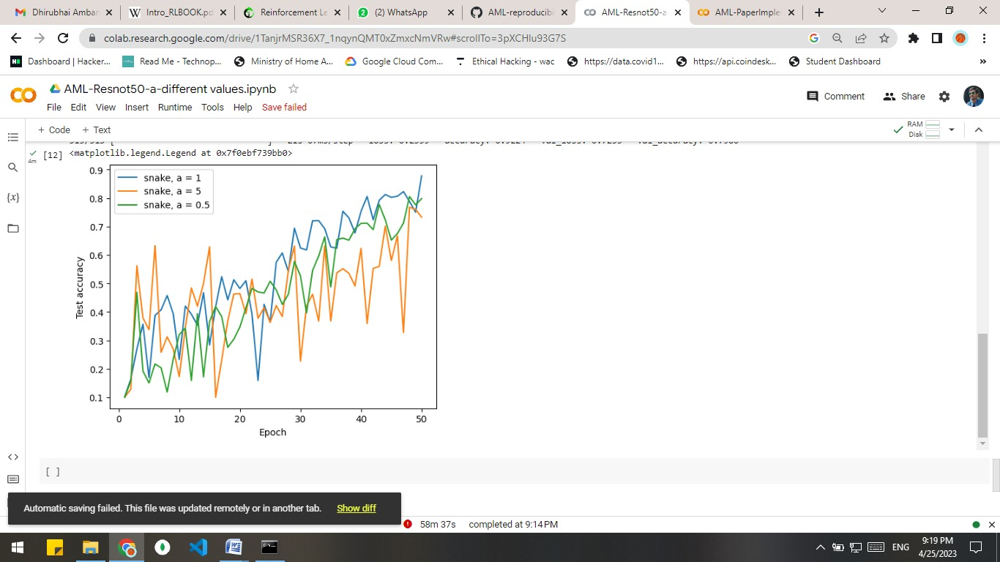 Dhirubhai Amban
Intro_RLBOOK.pd
Reinforcement Le
(2) WhatsApp
AML-reproducibi
AML-Resnot50-a
AML-PaperImple
colab.research.google.com/drive/1TanjrMSR36X7_1nqynQMT0xZmxcNmVRw#scrollTo=3pXCHlu93G7S
Dashboard | Hacker...
Read Me - Technop...
Ministry of Home A...
Google Cloud Com...
Ethical Hacking - wac
https://data.covid1...
https://api.coindesk...
Student Dashboard
»
AML-Resnot50-a-different values.ipynb
Comment
Share
File Edit View Insert Runtime Tools Help Save failed
+ Code + Text
RAM
Disk
{x}
4m
[12] <matplotlib.legend.Legend at 0x7f0ebf739bb0>
snake, a = 1
snake, a = 5
snake, a = 0.5
Test accuracy
0.9
0.8
0.7
0.6
0.5
0.4
0.3
0.2
0.1
0 10 20 30 40 50
Epoch
[ ]
Automatic saving failed. This file was updated remotely or in another tab. Show diff
58m 37s completed at 9:14 PM
ENG
9:19 PM
4/25/2023